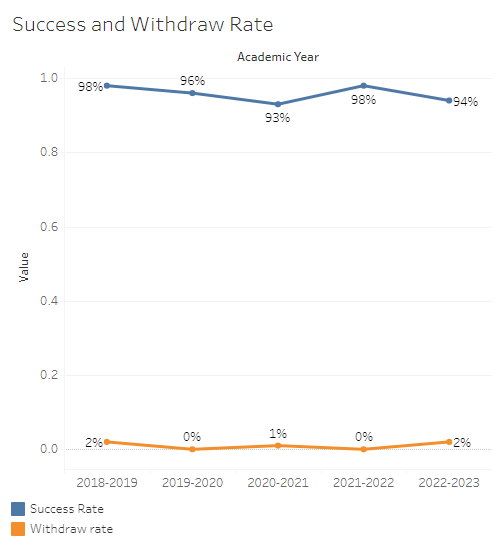 Success and Withdraw Rate
Academic Year
1.0
98%
96%
93%
98%
94%
0.8
0.6
Value
0.4
0.2
0.0
2%
0%
1%
0%
2%
2018-2019 2019-2020 2020-2021 2021-2022 2022-2023
Success Rate
Withdraw rate